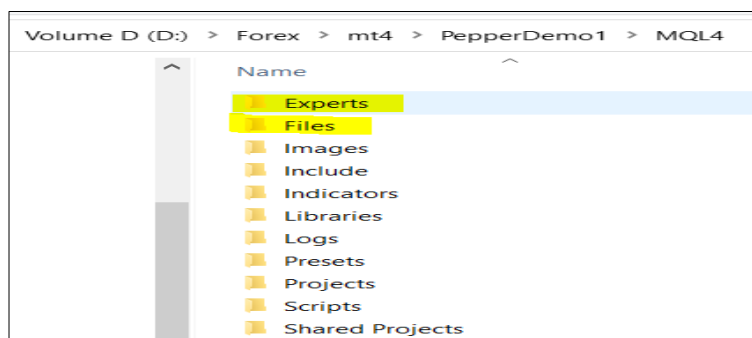 Volume D (D:) > Forex > mt4 > PepperDemo1 > MQL4
Name
Experts
Files
Images
Include
Indicators
Libraries
Logs
Presets
Projects
Scripts
Shared Projects